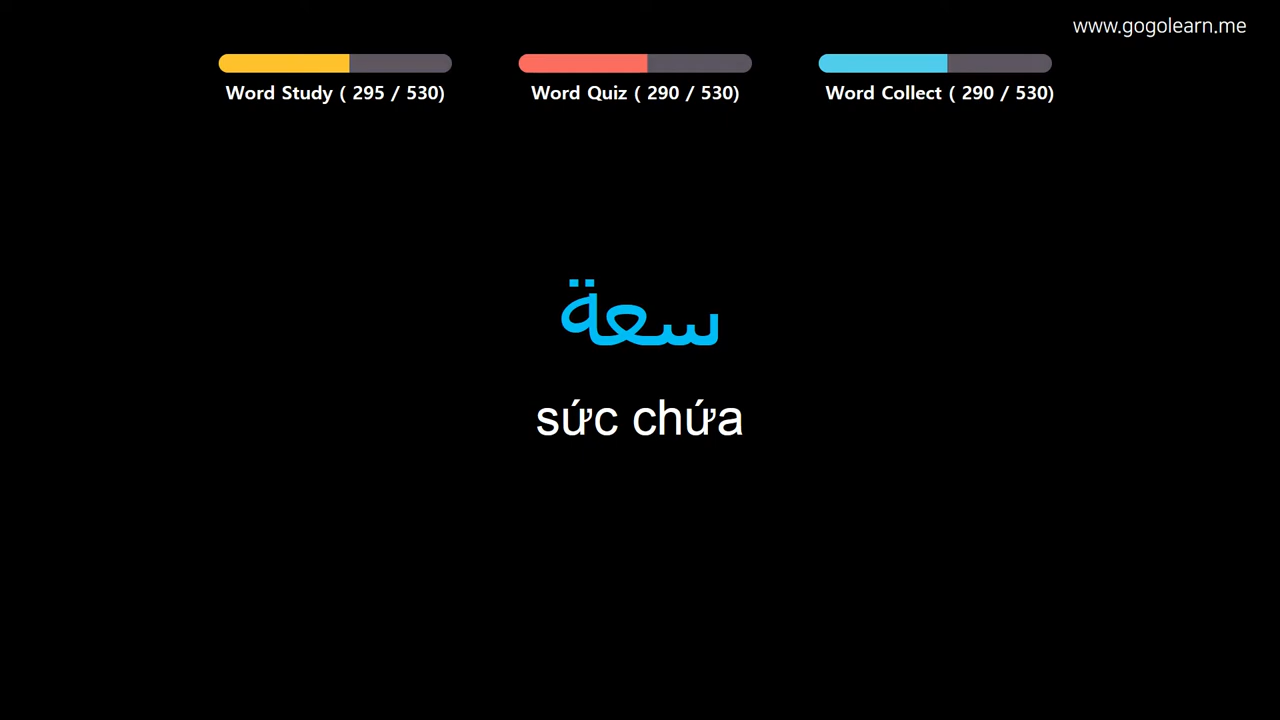 www.gogolearn.me
Word Study ( 295 / 530)
Word Quiz ( 290 / 530)
Word Collect ( 290 / 530)
سعة
sức chứa